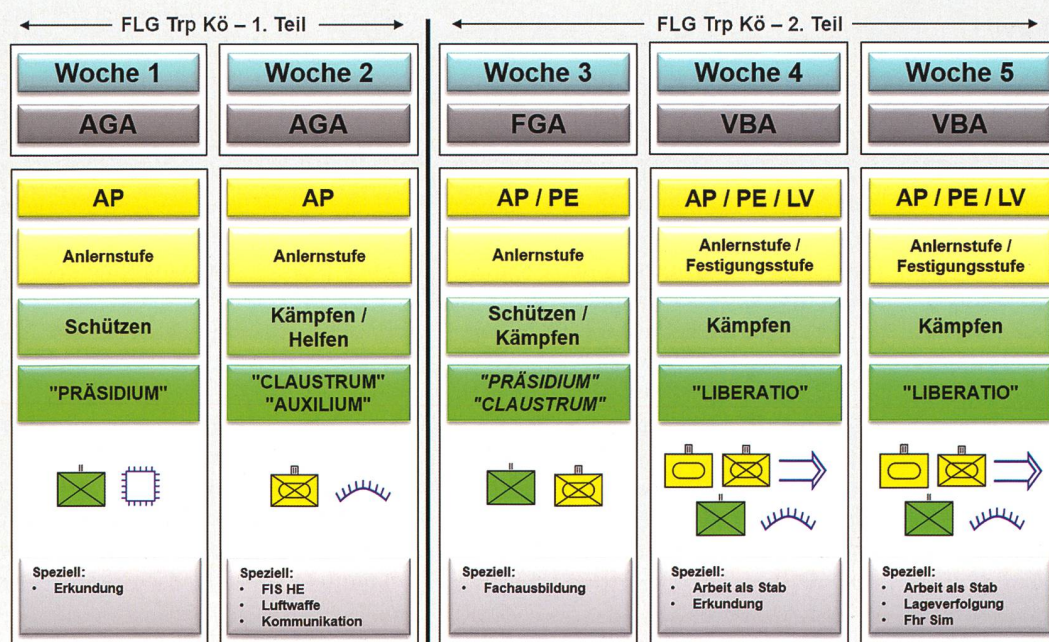 FLG Trp Kö – 1. Teil
FLG Trp Kö – 2. Teil
Woche 1
AGA
AP
Anlernstufe
Schützen
"PRÄSIDIUM"
Speziell:
• Erkundung
Woche 2
AGA
AP
Anlernstufe
Kämpfen /
Helfen
"CLAUSTRUM"
"AUXILIUM"
Speziell:
• FIS HE
• Luftwaffe
• Kommunikation
Woche 3
FGA
AP / PE
Anlernstufe
Schützen /
Kämpfen
"PRÄSIDIUM"
"CLAUSTRUM"
Speziell:
• Fachausbildung
Woche 4
VBA
AP / PE / LV
Anlernstufe /
Festigungsstufe
Kämpfen
"LIBERATIO"
Speziell:
• Arbeit als Stab
• Erkundung
Woche 5
VBA
AP / PE / LV
Anlernstufe /
Festigungsstufe
Kämpfen
"LIBERATIO"
Speziell:
• Arbeit als Stab
• Lageverfolgung
• Fhr Sim